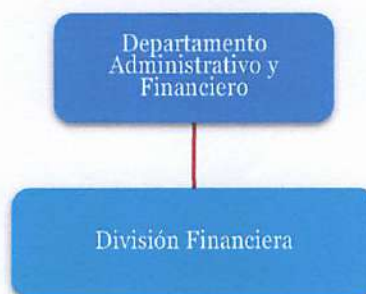 Departamento
Administrativo y
Financiero
División Financiera